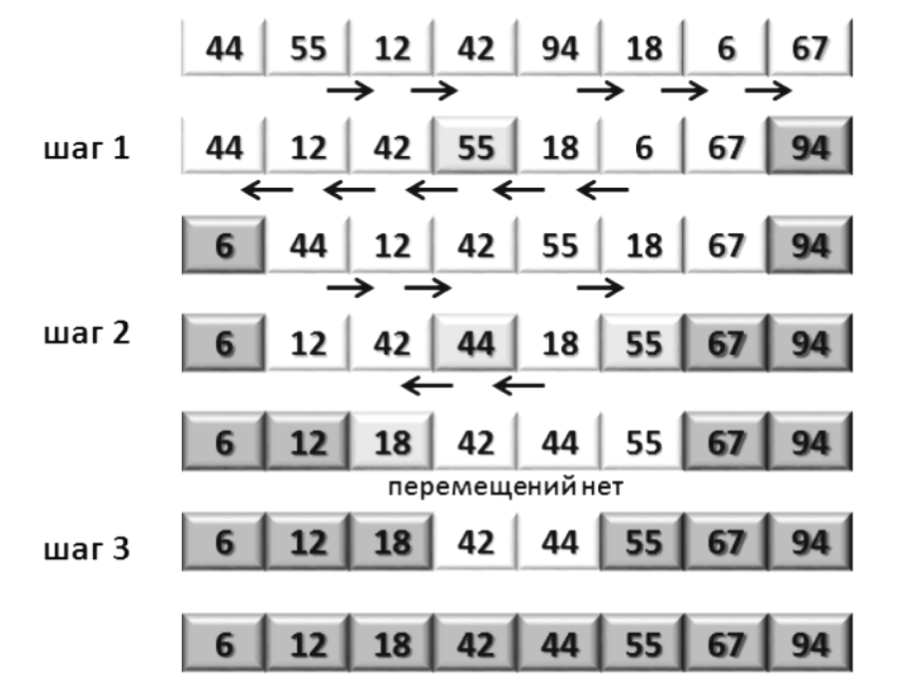 44 55 12 42 94 18 6 67
шаг 1 44 12 42 55 18 6 67 94
6 44 12 42 55 18 67 94
шаг 2 6 12 42 44 18 55 67 94
6 12 18 42 44 55 67 94
перемещений нет
шаг 3 6 12 18 42 44 55 67 94
6 12 18 42 44 55 67 94